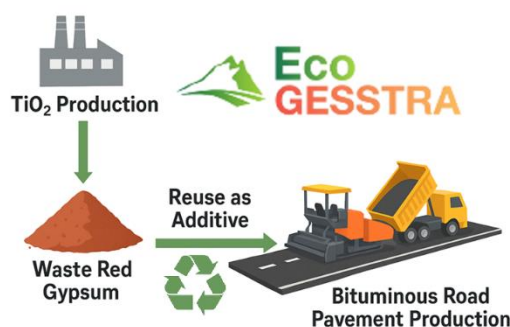 Eco
GESSTRA
TiO₂ Production
Reuse as
Additive
Waste Red
Gypsum
Bituminous Road
Pavement Production